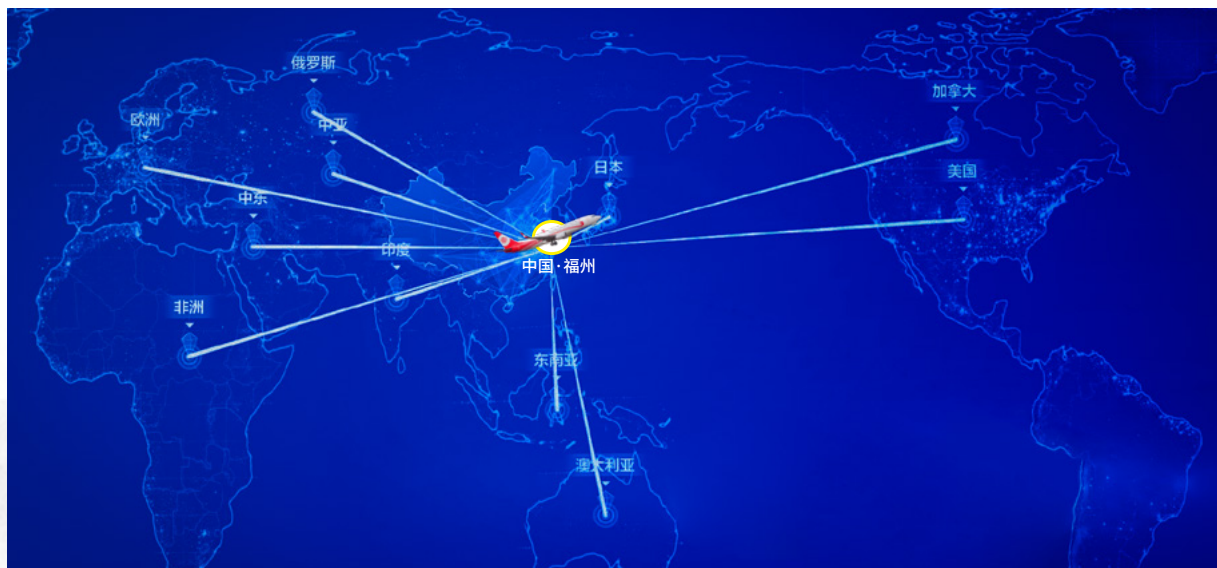 俄罗斯
加拿大
欧洲
中亚
日本
美国
中东
印度
中国·福州
非洲
东南亚
澳大利亚